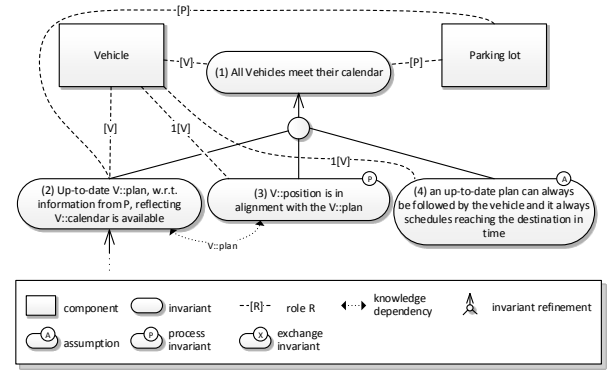 [P]
Vehicle
[V]
(1) All Vehicles meet their calendar
[P]
Parking lot
[V]
1[V]
1[V]
(2) Up-to-date V::plan, w.r.t.
information from P, reflecting
V::calendar is available
P
(3) V::position is in
alignment with the V::plan
A
(4) an up-to-date plan can always
be followed by the vehicle and it always
schedules reaching the destination in
time
V::plan
component
invariant
[R]
role R
knowledge
dependency
invariant refinement
A
assumption
P
process
invariant
X
exchange
invariant